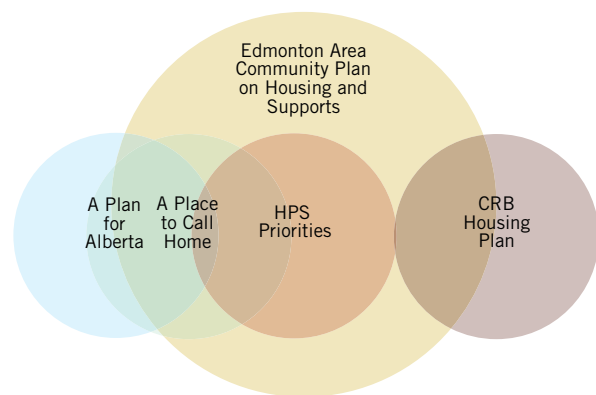 Edmonton Area
Community Plan
on Housing and
Supports
A Plan
for
Alberta
A Place
to Call
Home
HPS
Priorities
CRB
Housing
Plan